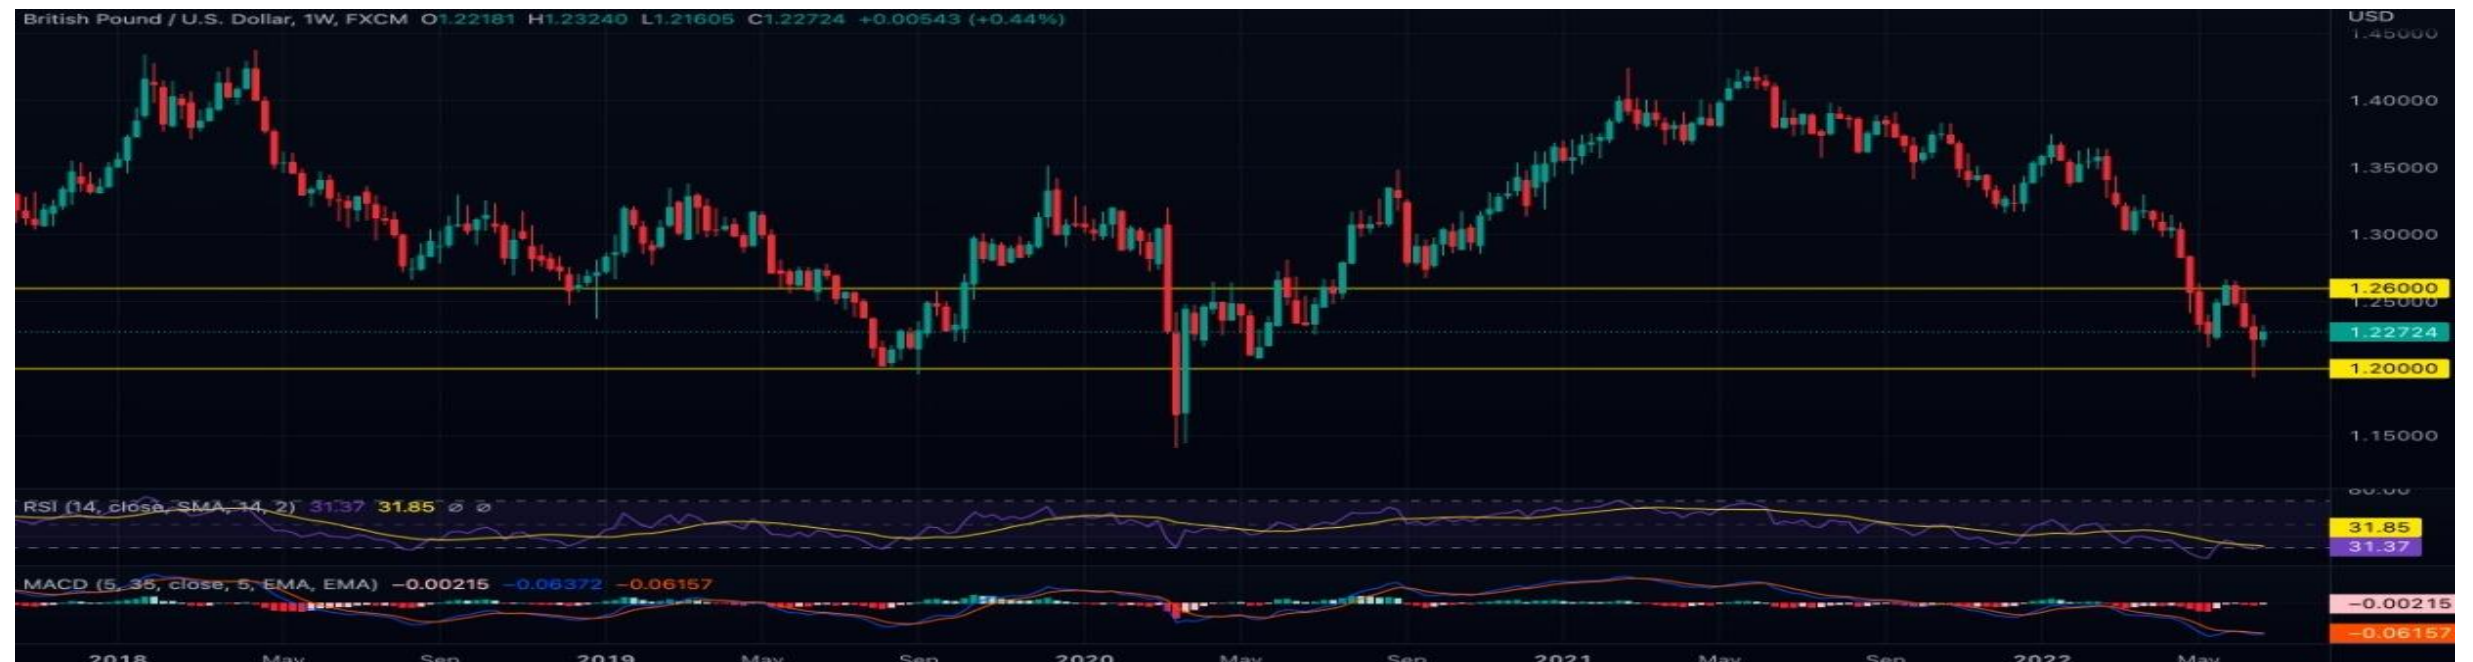 British Pound / U.S. Dollar, 1W, FXCM O1.22181 H1.23240 L1.21605 C1.22724 +0.00543 (+0.44%)
USD
1.45000
1.40000
1.35000
1.30000
1.26000
1.25000
1.22724
1.20000
1.15000
80.00
RSI (14, close, SMA, 14, 2) 31.37 31.85 ∅ ∅
31.85
31.37
MACD (5, 35, close, 5, EMA, EMA) −0.00215 −0.06372 −0.06157
−0.00215
−0.06157
2018 May Sep 2019 May Sep 2020 May Sep 2021 May Sep 2022 May